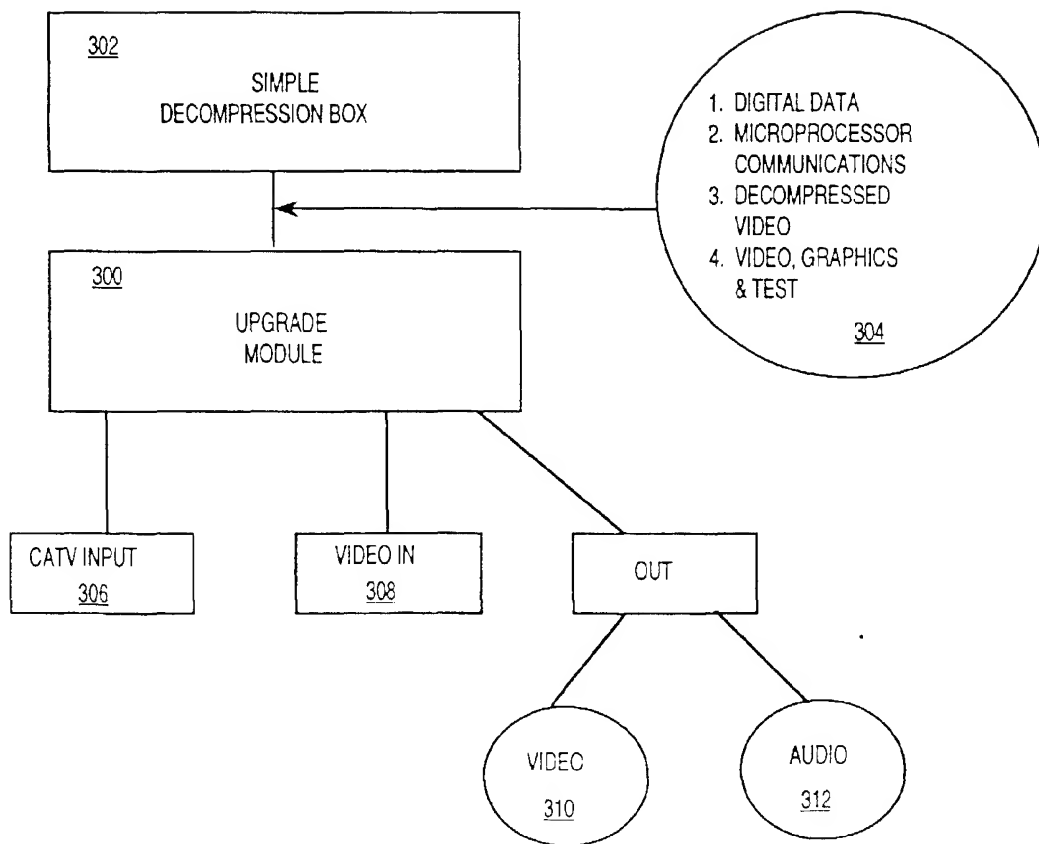 302
SIMPLE
DECOMPRESSION BOX
1. DIGITAL DATA
2. MICROPROCESSOR
COMMUNICATIONS
3. DECOMPRESSED
VIDEO
4. VIDEO, GRAPHICS
& TEST
304
300
UPGRADE
MODULE
CATV INPUT
306
VIDEO IN
308
OUT
VIDEO
310
AUDIO
312